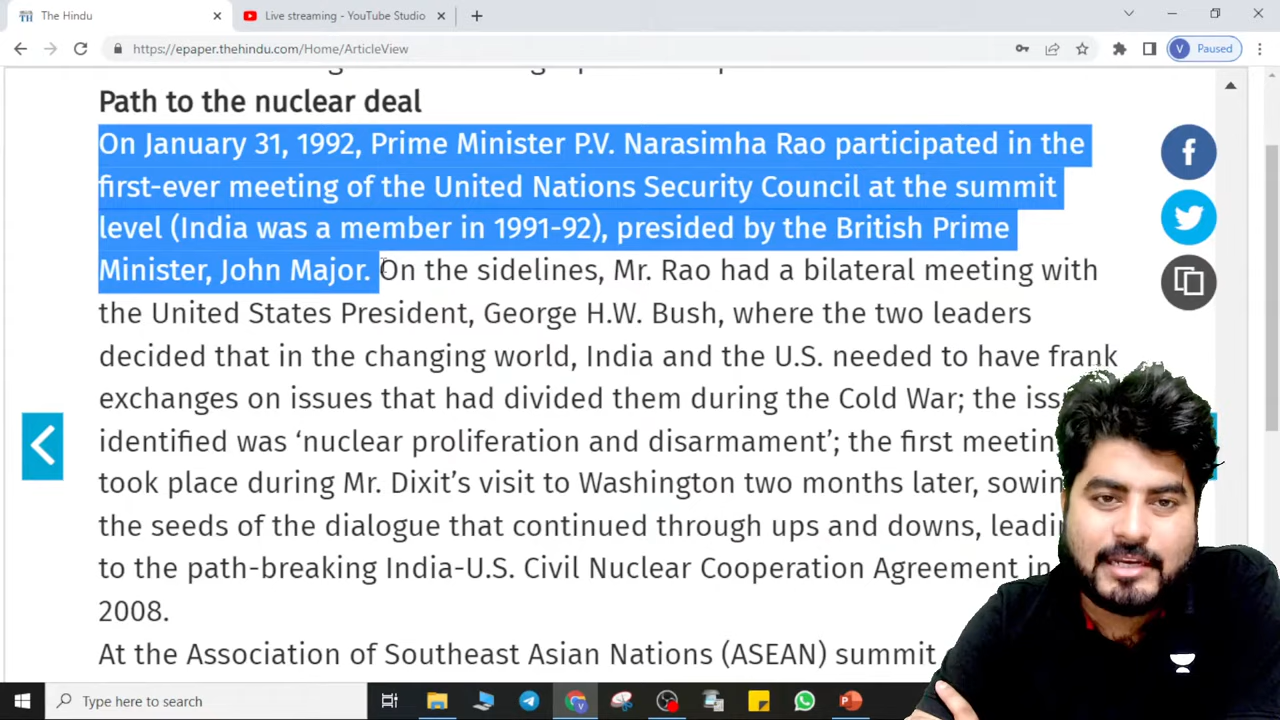 The Hindu
Live streaming - YouTube Studio
https://epaper.thehindu.com/Home/ArticleView
V Paused
Path to the nuclear deal
On January 31, 1992, Prime Minister P.V. Narasimha Rao participated in the
first-ever meeting of the United Nations Security Council at the summit
level (India was a member in 1991-92), presided by the British Prime
Minister, John Major. On the sidelines, Mr. Rao had a bilateral meeting with
the United States President, George H.W. Bush, where the two leaders
decided that in the changing world, India and the U.S. needed to have frank
exchanges on issues that had divided them during the Cold War; the
identified was ‘nuclear proliferation and disarmament’; the first
took place during Mr. Dixit’s visit to Washington two months later,
the seeds of the dialogue that continued through ups and downs,
to the path-breaking India-U.S. Civil Nuclear Cooperation Agreement in
2008.
At the Association of Southeast Asian Nations (ASEAN) summit
Type here to search